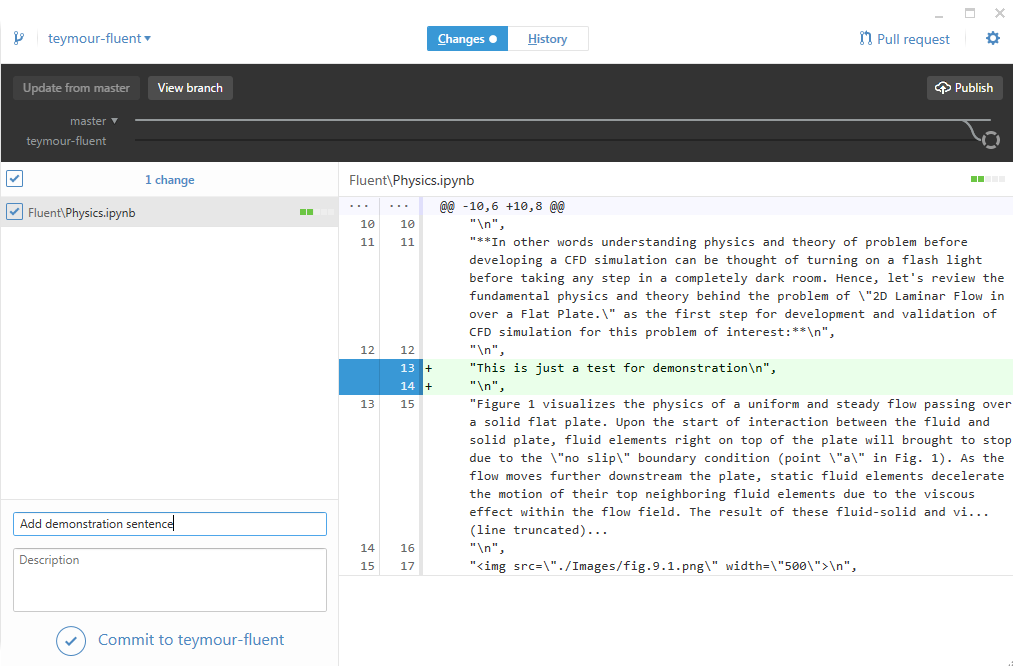 teymour-fluent
Changes
History
Pull request
Update from master
View branch
Publish
master
teymour-fluent
1 change
Fluent\Physics.ipynb
Fluent\Physics.ipynb
... ... @@ -10,6 +10,8 @@
10 10 "\n",
11 11 "**In other words understanding physics and theory of problem before
developing a CFD simulation can be thought of turning on a flash light
before taking any step in a completely dark room. Hence, let's review the
fundamental physics and theory behind the problem of \"2D Laminar Flow in
over a Flat Plate.\" as the first step for development and validation of
CFD simulation for this problem of interest:**\n",
12 12 "\n",
13 + "This is just a test for demonstration\n",
14 + "\n",
13 15 "Figure 1 visualizes the physics of a uniform and steady flow passing over
a solid flat plate. Upon the start of interaction between the fluid and
solid plate, fluid elements right on top of the plate will brought to stop
due to the \"no slip\" boundary condition (point \"a\" in Fig. 1). As the
flow moves further downstream the plate, static fluid elements decelerate
the motion of their top neighboring fluid elements due to the viscous
effect within the flow field. The result of these fluid-solid and vi...
(line truncated)...
14 16 "\n",
15 17 "<img src=\"./Images/fig.9.1.png\" width=\"500\">\n",
Add demonstration sentence
Description
Commit to teymour-fluent